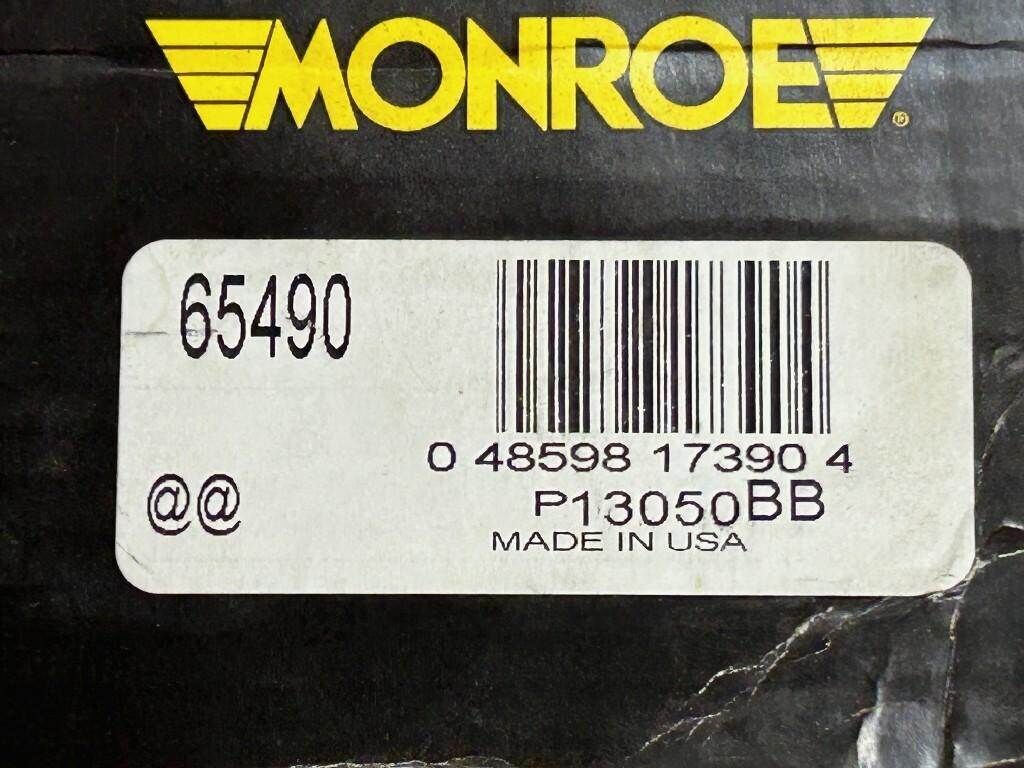 MONROE®
65490
0 48598 17390 4
@@
P13050BB
MADE IN USA